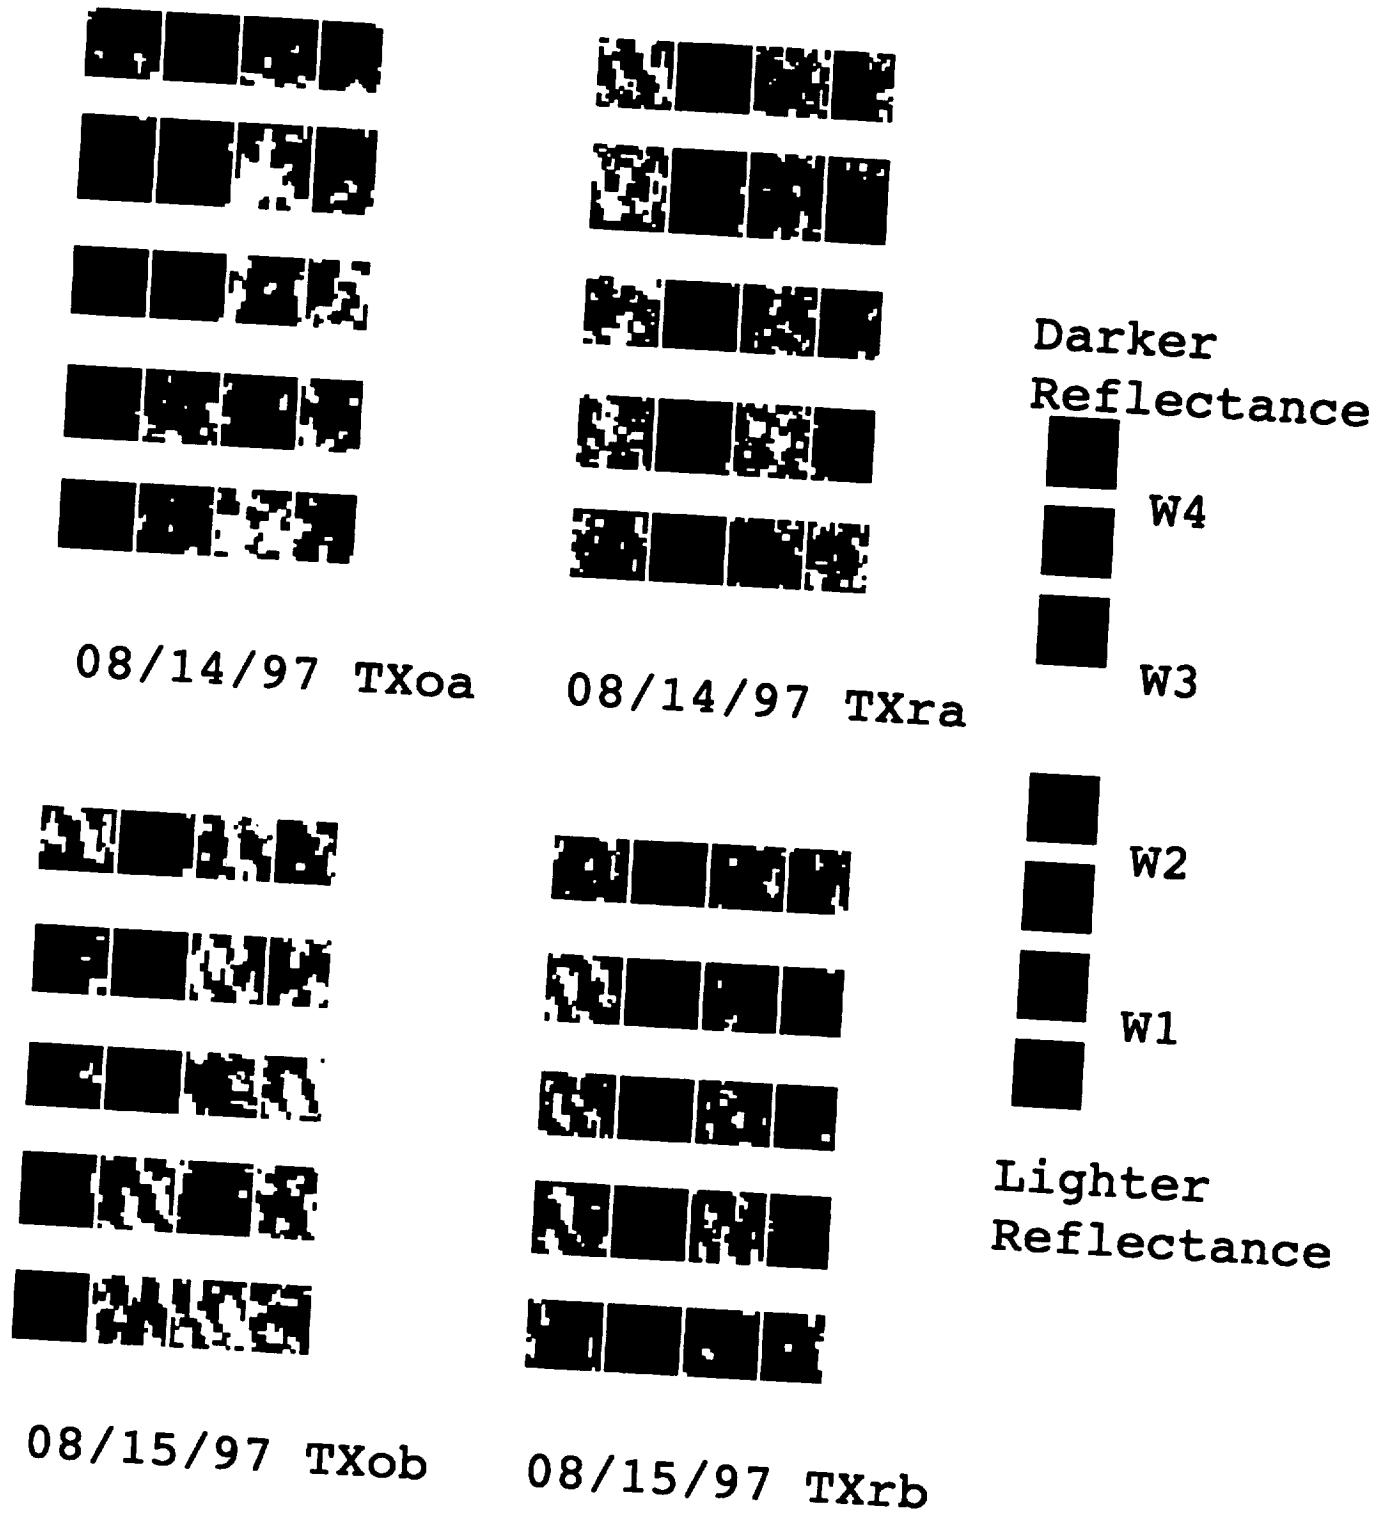 08/14/97 TXoa
08/14/97 TXra
Darker
Reflectance
W4
W3
W2
W1
Lighter
Reflectance
08/15/97 TXob
08/15/97 TXrb